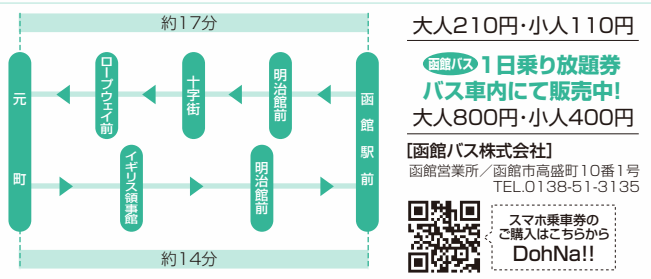 約17分
元町
ロープウェイ前
十字街
明治館前
函館駅前
イギリス領事館
明治館前
約14分
大人210円・小人110円
函館バス 1日乗り放題券
バス車内にて販売中!
大人800円・小人400円
[函館バス株式会社]
函館営業所/函館市高盛町10番1号
TEL.0138-51-3135
スマホ乗車券の
ご購入はこちらから
DohNa!!